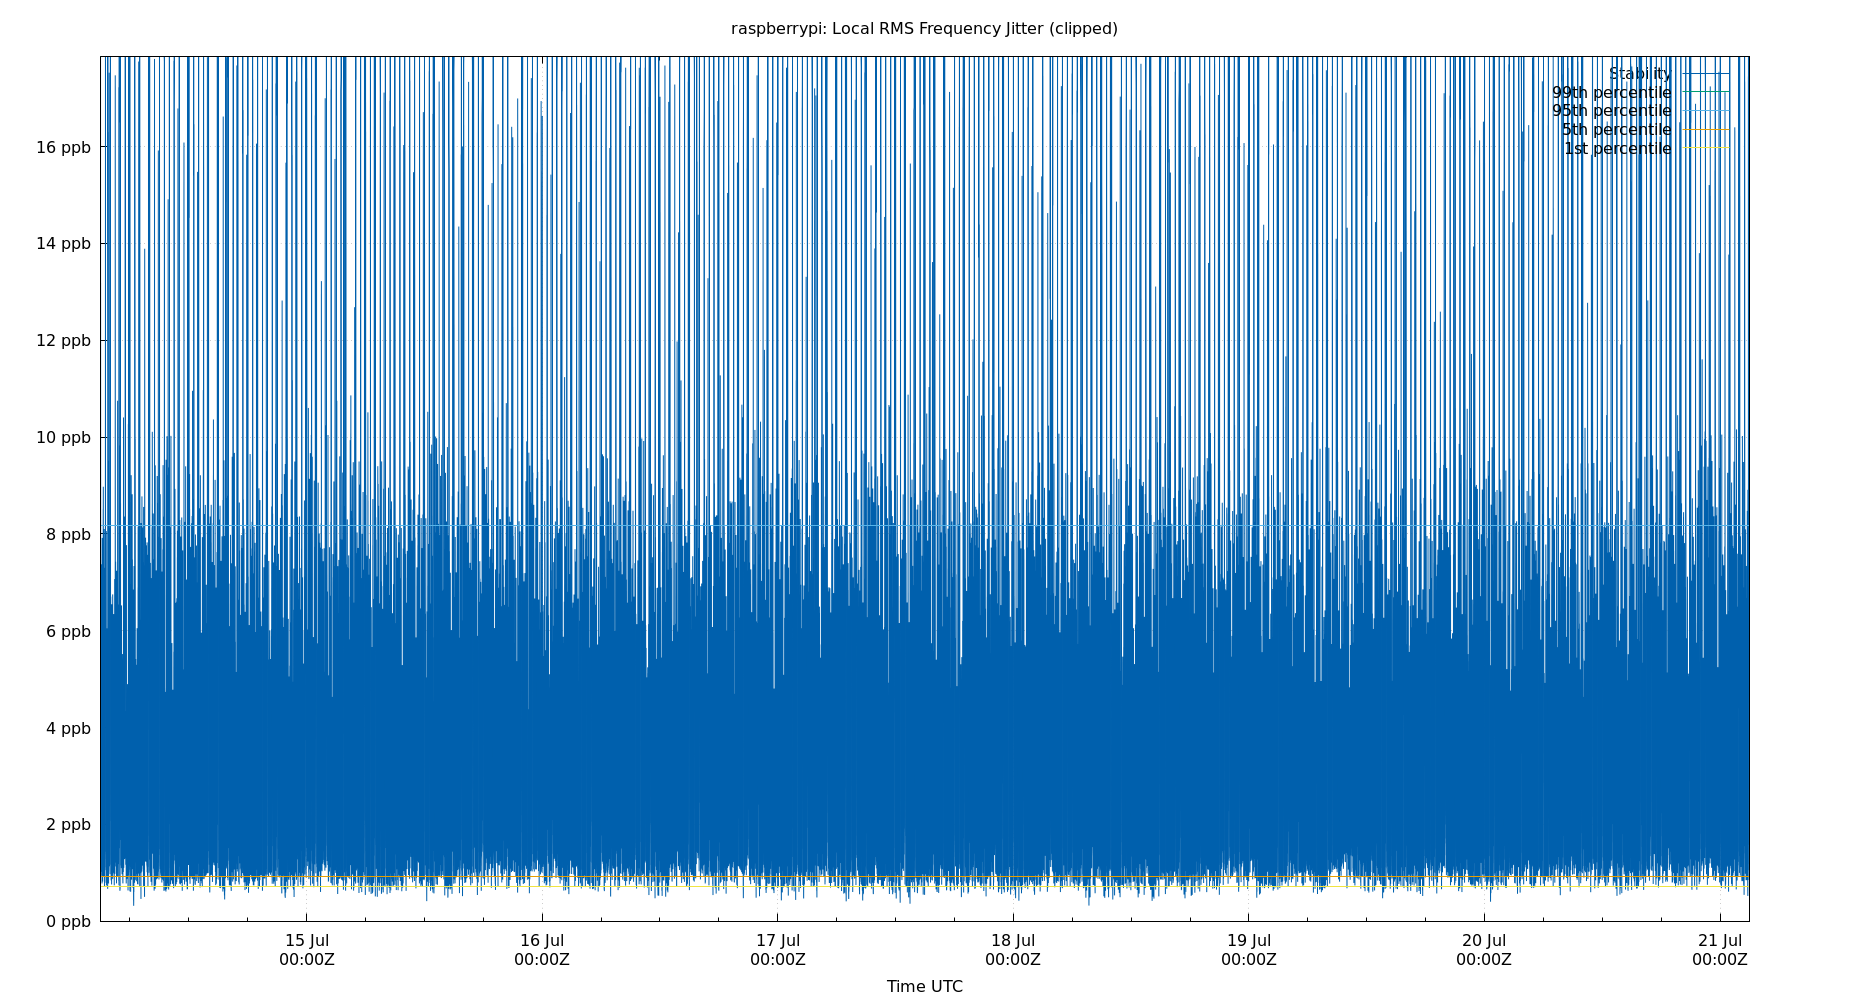 raspberrypi: Local RMS Frequency Jitter (clipped)
Stability
99th percentile
95th percentile
5th percentile
1st percentile
16 ppb
14 ppb
12 ppb
10 ppb
8 ppb
6 ppb
4 ppb
2 ppb
0 ppb
15 Jul 16 Jul 17 Jul 18 Jul 19 Jul 20 Jul 21 Jul
00:00Z 00:00Z 00:00Z 00:00Z 00:00Z 00:00Z 00:00Z
Time UTC